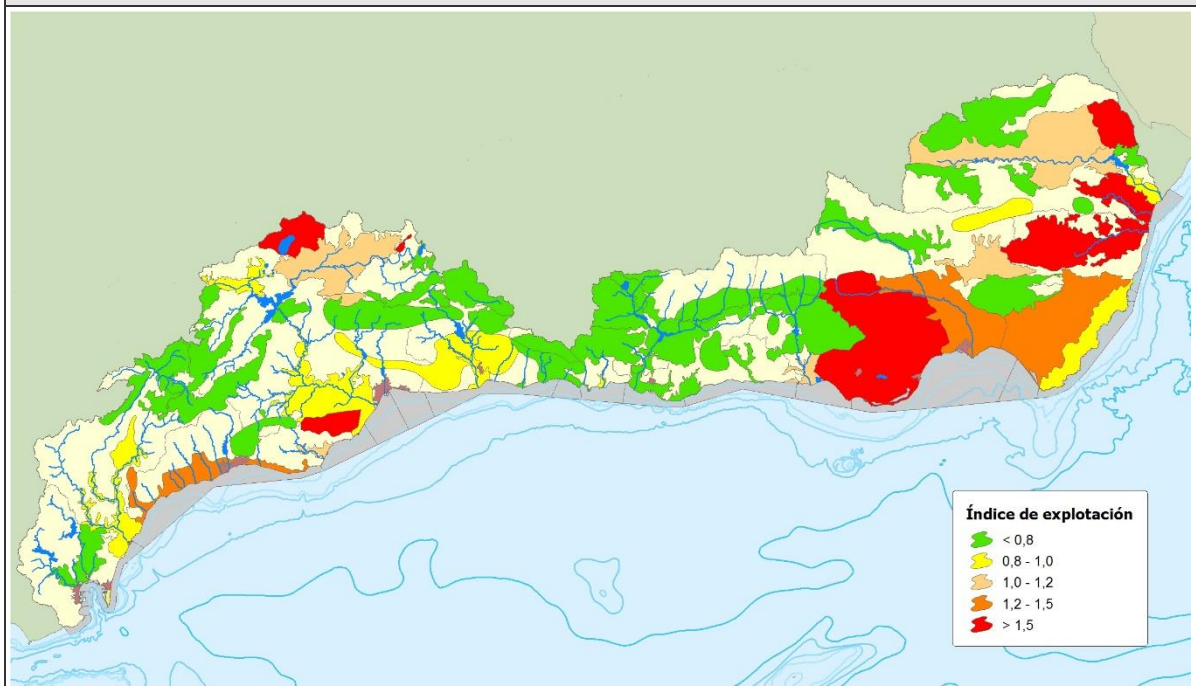 Índice de explotación
< 0,8
0,8 - 1,0
1,0 - 1,2
1,2 - 1,5
> 1,5